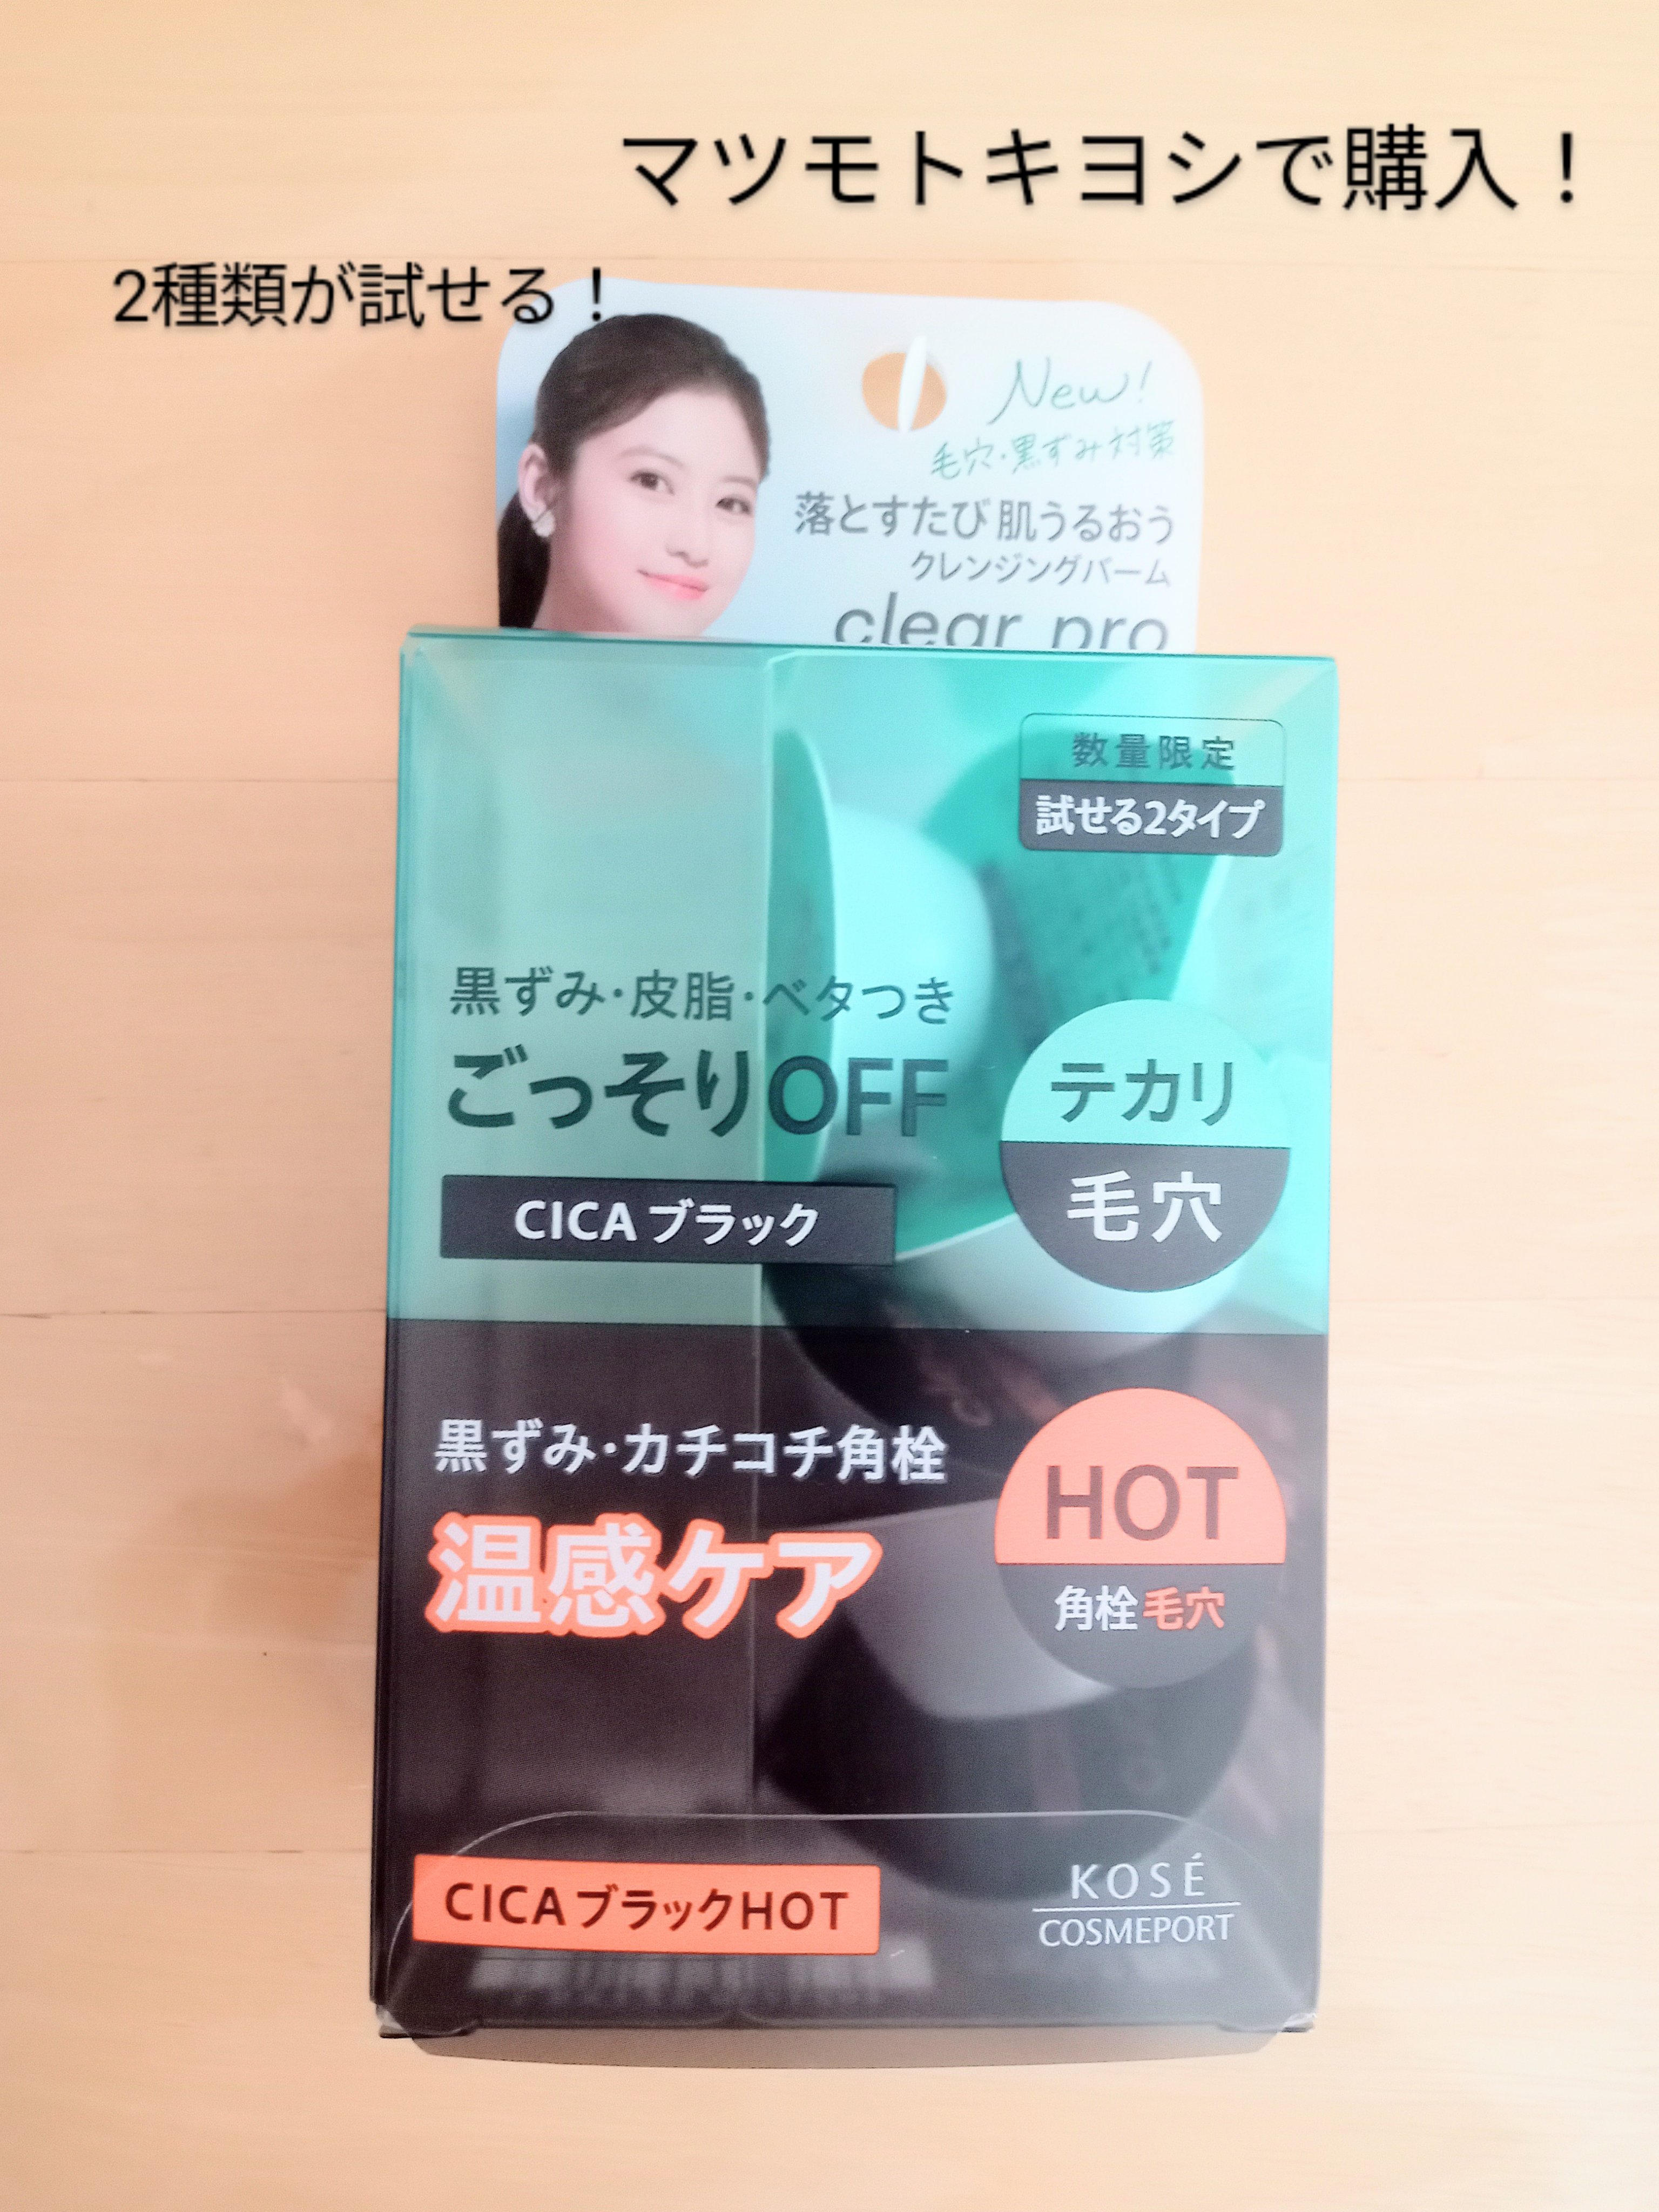 マツモトキヨシで購入！
2種類が試せる！
New!
毛穴・黒ずみ対策
落とすたび肌うるおう
クレンジングバーム
clear pro
数量限定
試せる2タイプ
黒ずみ・皮脂・ベタつき
ごっそりOFF
CICAブラック
テカリ
毛穴
黒ずみ・カチコチ角栓
温感ケア
HOT
角栓毛穴
CICAブラックHOT
KOSÉ
COSMEPORT